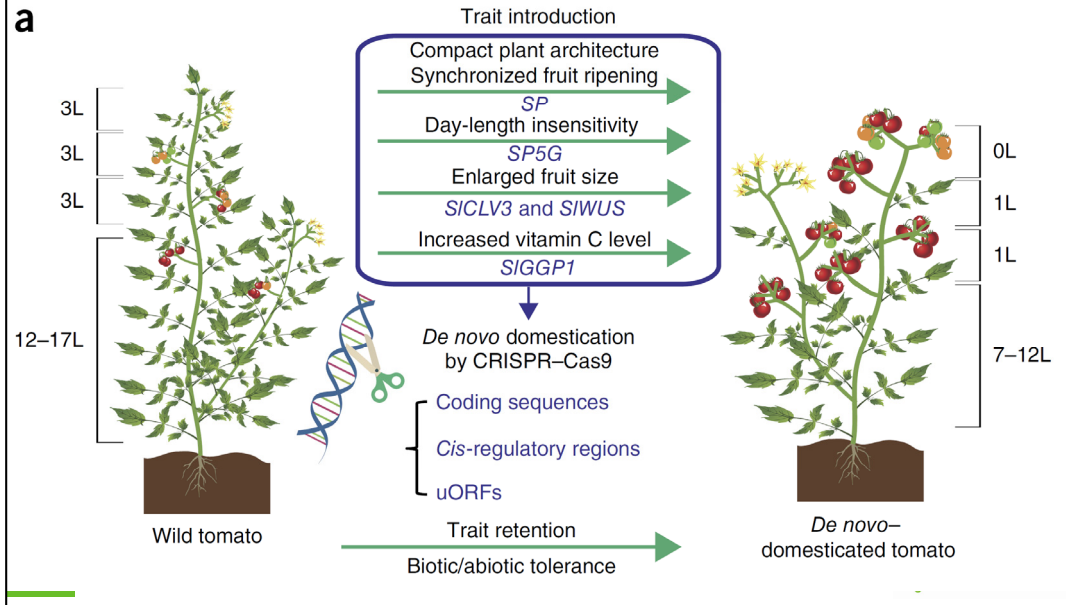 a
Trait introduction
Compact plant architecture
Synchronized fruit ripening
SP
Day-length insensitivity
SP5G
Enlarged fruit size
SlCLV3 and SlWUS
Increased vitamin C level
SlGGP1
3L
3L
3L
12–17L
0L
1L
1L
7–12L
De novo domestication
by CRISPR–Cas9
Coding sequences
Cis-regulatory regions
uORFs
Wild tomato
Trait retention
Biotic/abiotic tolerance
De novo–
domesticated tomato